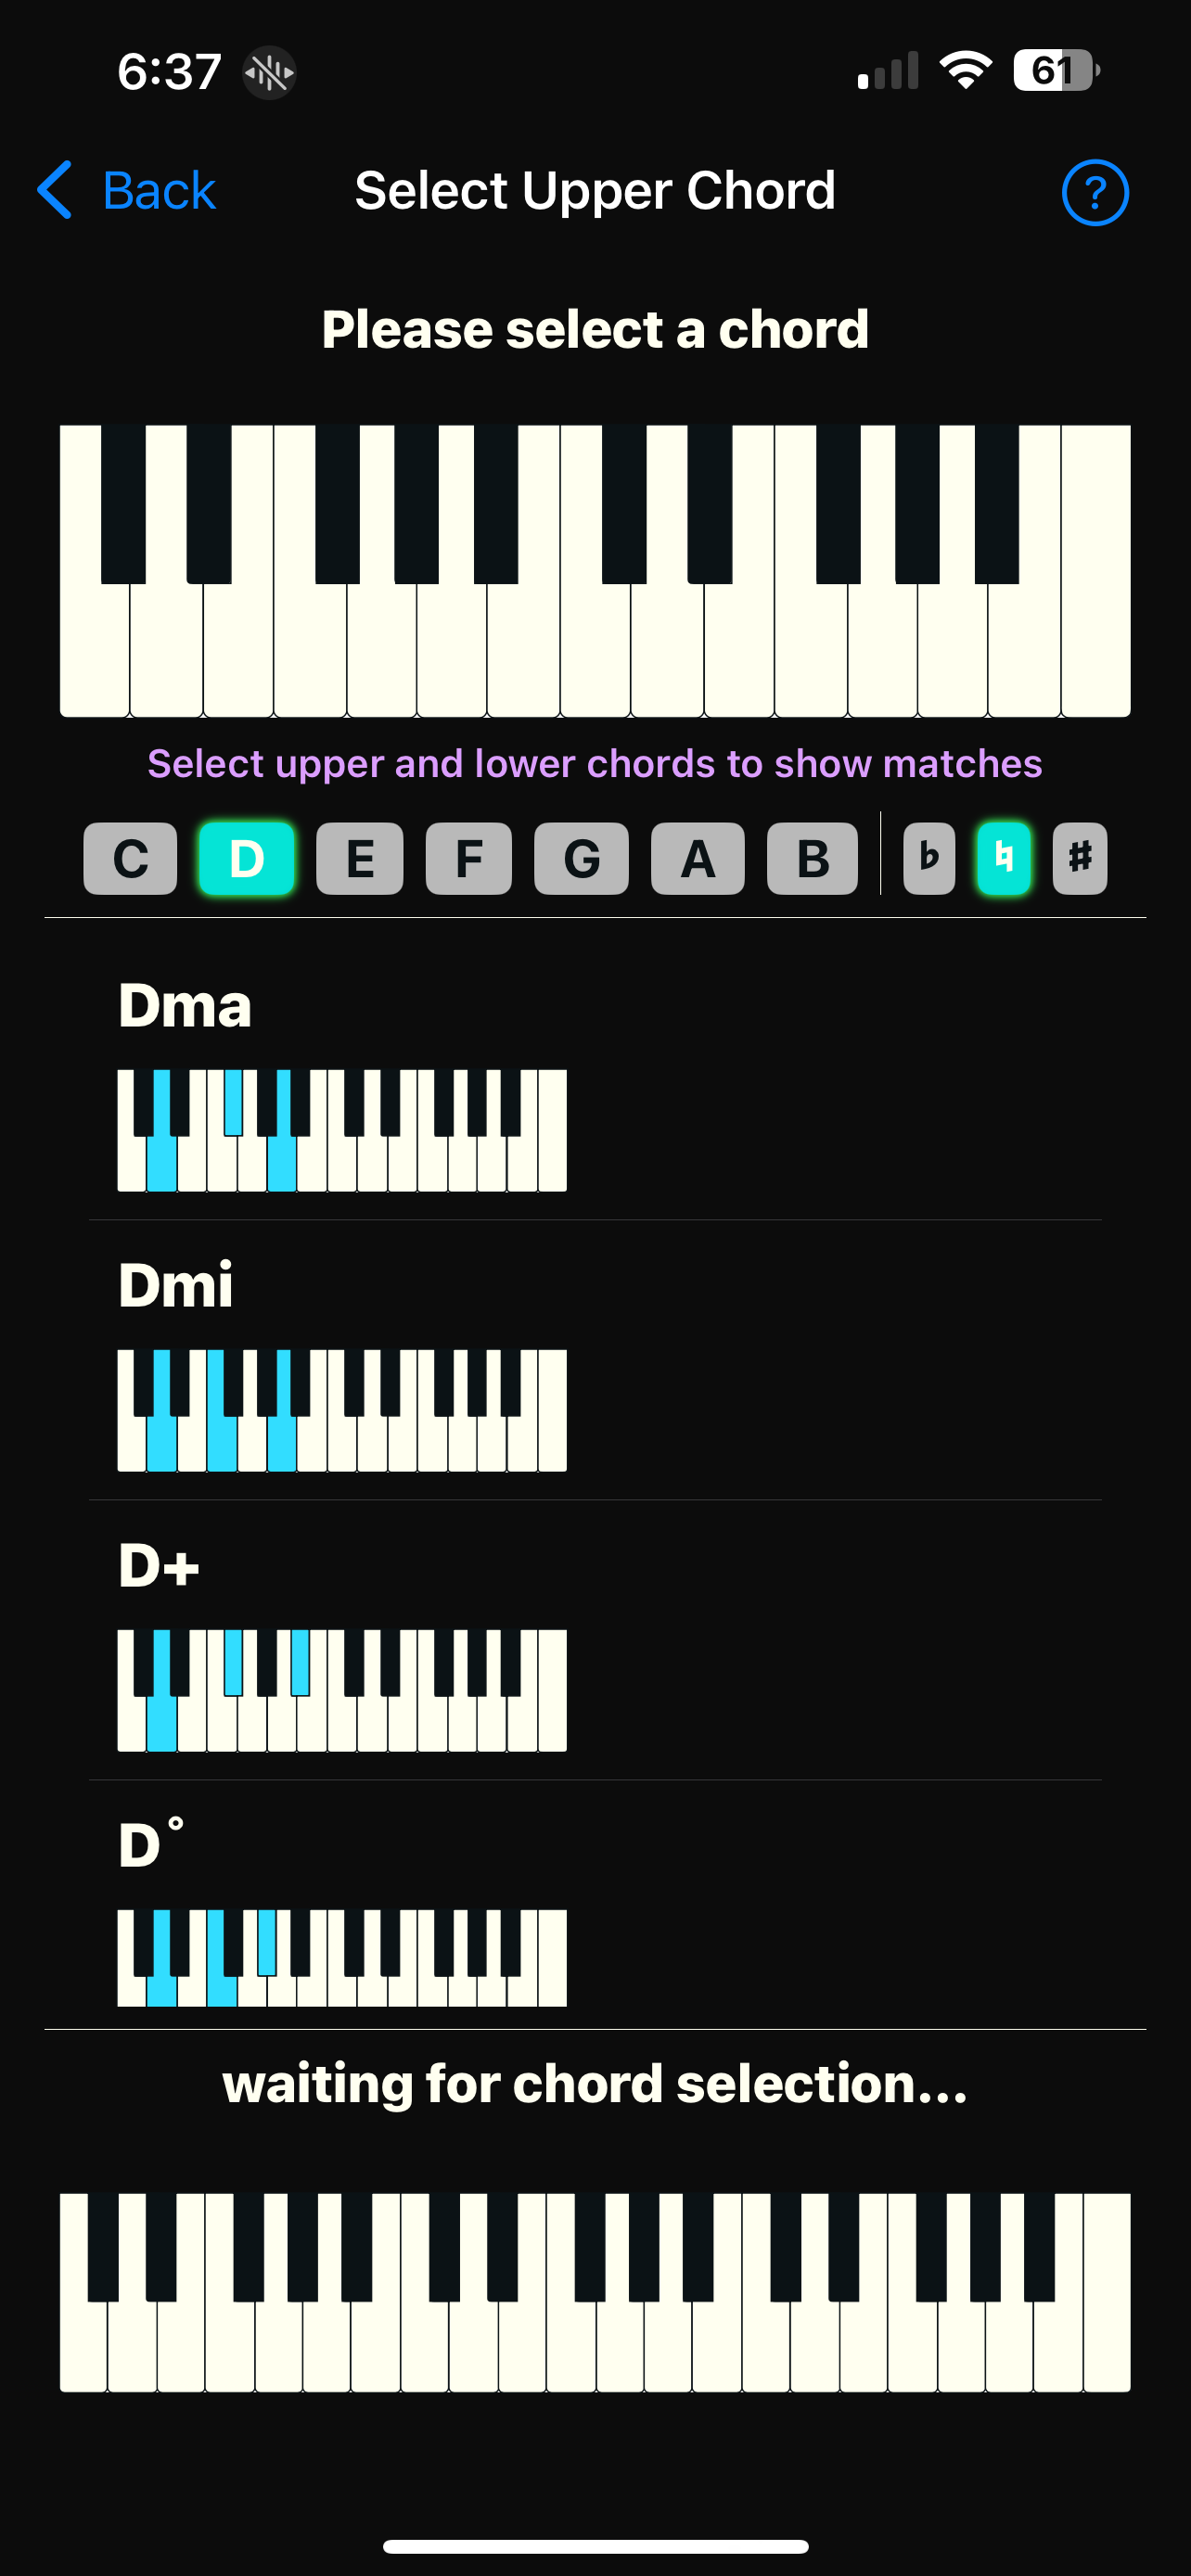 6:37 61
Back Select Upper Chord ?
Please select a chord
Select upper and lower chords to show matches
C D E F G A B ♭ ♮ #
Dma
Dmi
D+
D°
waiting for chord selection...